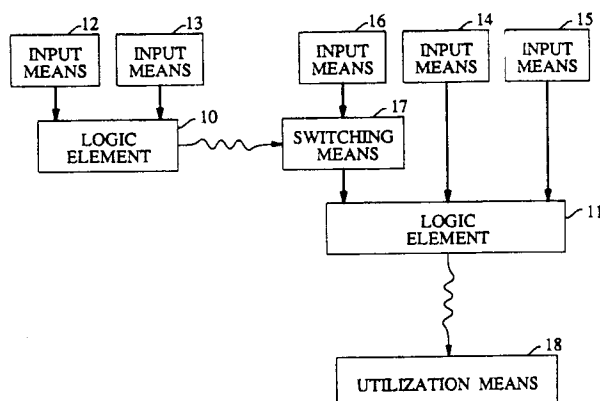 12
INPUT
MEANS
13
INPUT
MEANS
16
INPUT
MEANS
14
INPUT
MEANS
15
INPUT
MEANS
10
LOGIC
ELEMENT
17
SWITCHING
MEANS
11
LOGIC
ELEMENT
18
UTILIZATION MEANS